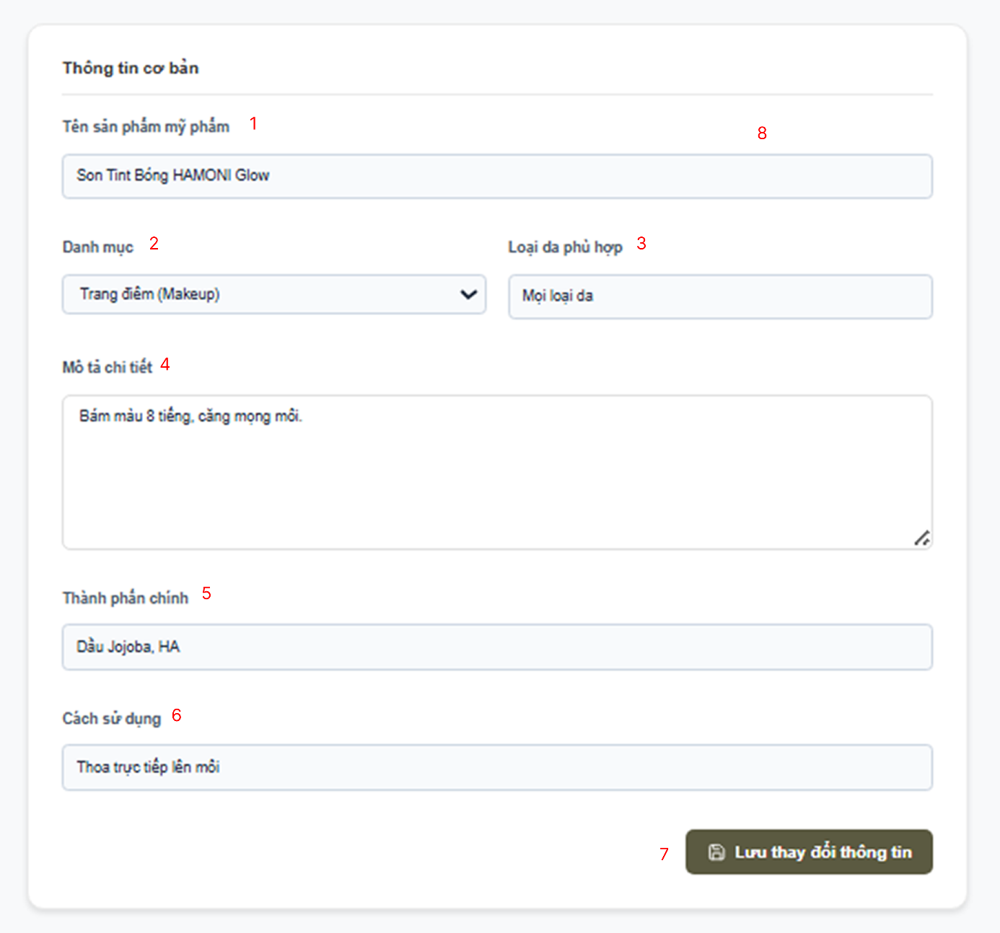 Thông tin cơ bản
Tên sản phẩm mỹ phẩm 1
8
Son Tint Bóng HAMONI Glow
Danh mục 2
Loại da phù hợp 3
Trang điểm (Makeup)
Mọi loại da
Mô tả chi tiết 4
Bám màu 8 tiếng, căng mọng môi.
Thành phần chính 5
Dầu Jojoba, HA
Cách sử dụng 6
Thoa trực tiếp lên môi
7 Lưu thay đổi thông tin